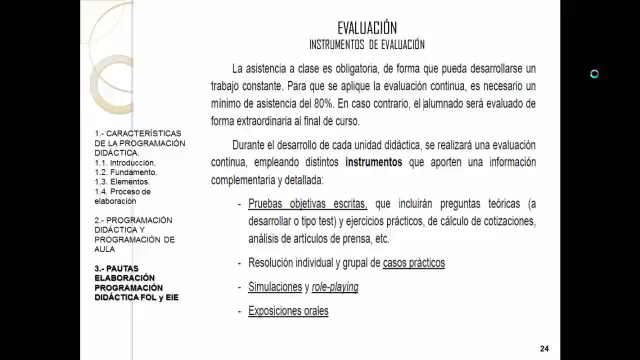 EVALUACIÓN
INSTRUMENTOS DE EVALUACIÓN
La asistencia a clase es obligatoria, de forma que pueda desarrollarse un
trabajo constante. Para que se aplique la evaluación continua, es necesario un
mínimo de asistencia del 80%. En caso contrario, el alumnado será evaluado de
forma extraordinaria al final de curso.
Durante el desarrollo de cada unidad didáctica, se realizará una evaluación
continua, empleando distintos instrumentos que aporten una información
complementaria y detallada:
- Pruebas objetivas escritas, que incluirán preguntas teóricas (a
desarrollar o tipo test) y ejercicios prácticos, de cálculo de cotizaciones,
análisis de artículos de prensa, etc.
- Resolución individual y grupal de casos prácticos
- Simulaciones y role-playing
- Exposiciones orales
1.- CARACTERÍSTICAS
DE LA PROGRAMACIÓN
DIDÁCTICA.
1.1. Introducción.
1.2. Fundamento.
1.3. Elementos.
1.4. Proceso de
elaboración
2.- PROGRAMACIÓN
DIDÁCTICA Y
PROGRAMACIÓN DE
AULA
3.- PAUTAS
ELABORACIÓN
PROGRAMACIÓN
DIDÁCTICA FOL y EIE
24